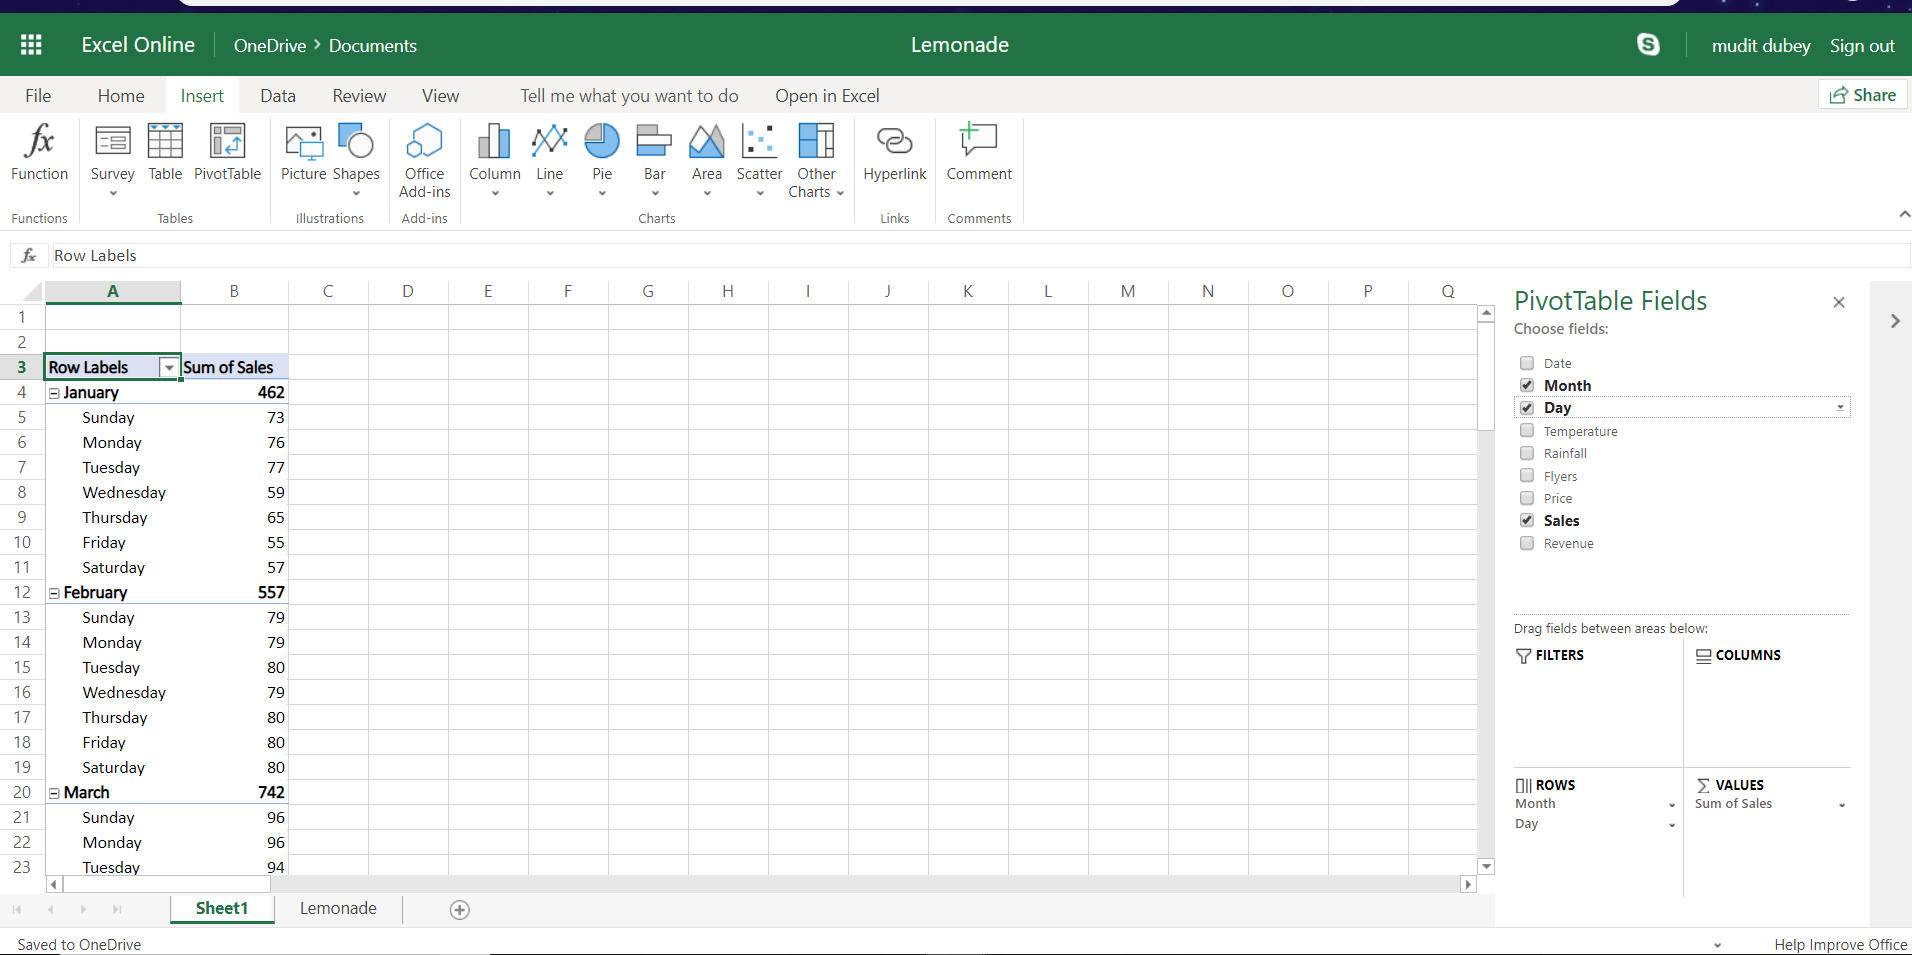 Excel Online OneDrive > Documents Lemonade mudit dubey Sign out
File Home Insert Data Review View Tell me what you want to do Open in Excel Share
Function Survey Table PivotTable Picture Shapes Office Add-ins Column Line Pie Bar Area Scatter Other Charts Hyperlink Comment
Functions Tables Illustrations Add-ins Charts Links Comments
fx Row Labels
A B C D E F G H I J K L M N O P Q
1
2
3 Row Labels Sum of Sales
4 January 462
5 Sunday 73
6 Monday 76
7 Tuesday 77
8 Wednesday 59
9 Thursday 65
10 Friday 55
11 Saturday 57
12 February 557
13 Sunday 79
14 Monday 79
15 Tuesday 80
16 Wednesday 79
17 Thursday 80
18 Friday 80
19 Saturday 80
20 March 742
21 Sunday 96
22 Monday 96
23 Tuesday 94
PivotTable Fields
Choose fields:
Date
Month
Day
Temperature
Rainfall
Flyers
Price
Sales
Revenue
Drag fields between areas below:
FILTERS COLUMNS
ROWS VALUES
Month Sum of Sales
Day
Sheet1 Lemonade
Saved to OneDrive Help Improve Office